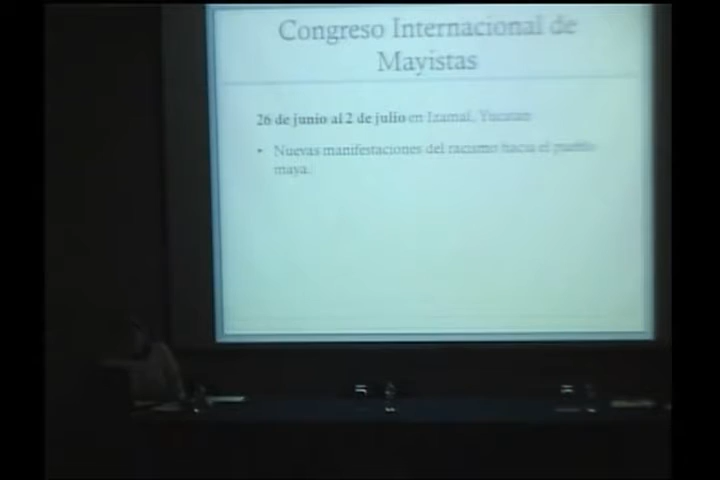 Congreso Internacional de
Mayistas
26 de junio al 2 de julio en Izamal, Yucatán
• Nuevas manifestaciones del racismo hacia el pueblo
maya.